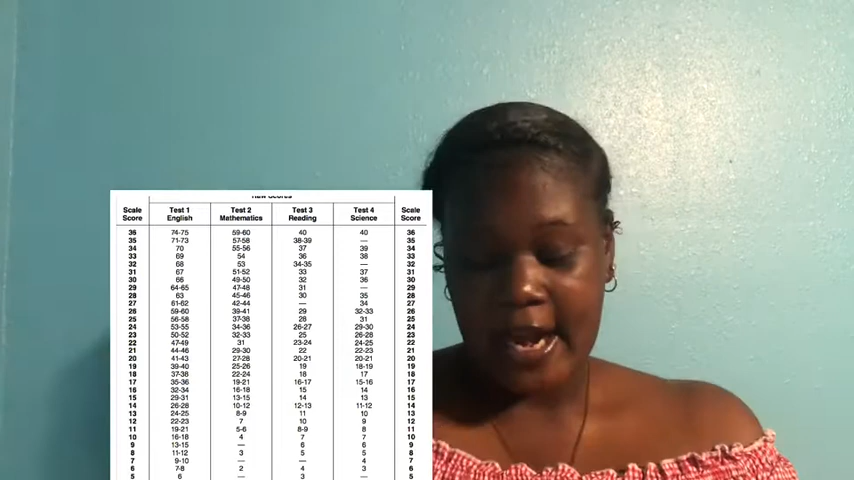 Raw Scores
Scale Score Test 1 English Test 2 Mathematics Test 3 Reading Test 4 Science Scale Score
36 74-75 59-60 40 40 36
35 71-73 57-58 38-39 — 35
34 70 55-56 37 39 34
33 69 54 36 38 33
32 68 53 34-35 — 32
31 67 51-52 33 37 31
30 66 49-50 32 36 30
29 64-65 47-48 31 — 29
28 63 45-46 30 35 28
27 61-62 42-44 — 34 27
26 59-60 39-41 29 32-33 26
25 56-58 37-38 28 31 25
24 53-55 34-36 26-27 29-30 24
23 50-52 32-33 25 26-28 23
22 47-49 31 23-24 24-25 22
21 44-46 29-30 22 22-23 21
20 41-43 27-28 20-21 20-21 20
19 39-40 25-26 19 18-19 19
18 37-38 22-24 18 17 18
17 35-36 19-21 16-17 15-16 17
16 32-34 16-18 15 14 16
15 29-31 13-15 14 13 15
14 26-28 10-12 12-13 11-12 14
13 24-25 8-9 11 10 13
12 22-23 7 10 9 12
11 19-21 5-6 8-9 8 11
10 16-18 4 7 7 10
9 13-15 — 6 6 9
8 11-12 3 5 5 8
7 9-10 — — 4 7
6 7-8 2 4 3 6
5 6 — 3 — 5